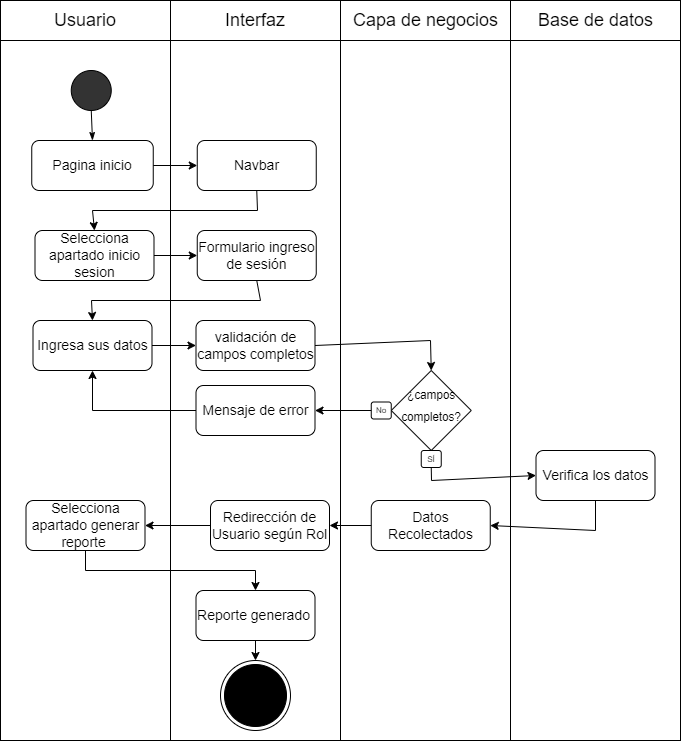 Usuario
Interfaz
Capa de negocios
Base de datos
Pagina inicio
Navbar
Selecciona
apartado inicio
sesion
Formulario ingreso
de sesión
Ingresa sus datos
validación de
campos completos
¿campos
completos?
No
Mensaje de error
SÍ
Verifica los datos
Selecciona
apartado generar
reporte
Redirección de
Usuario según Rol
Datos
Recolectados
Reporte generado